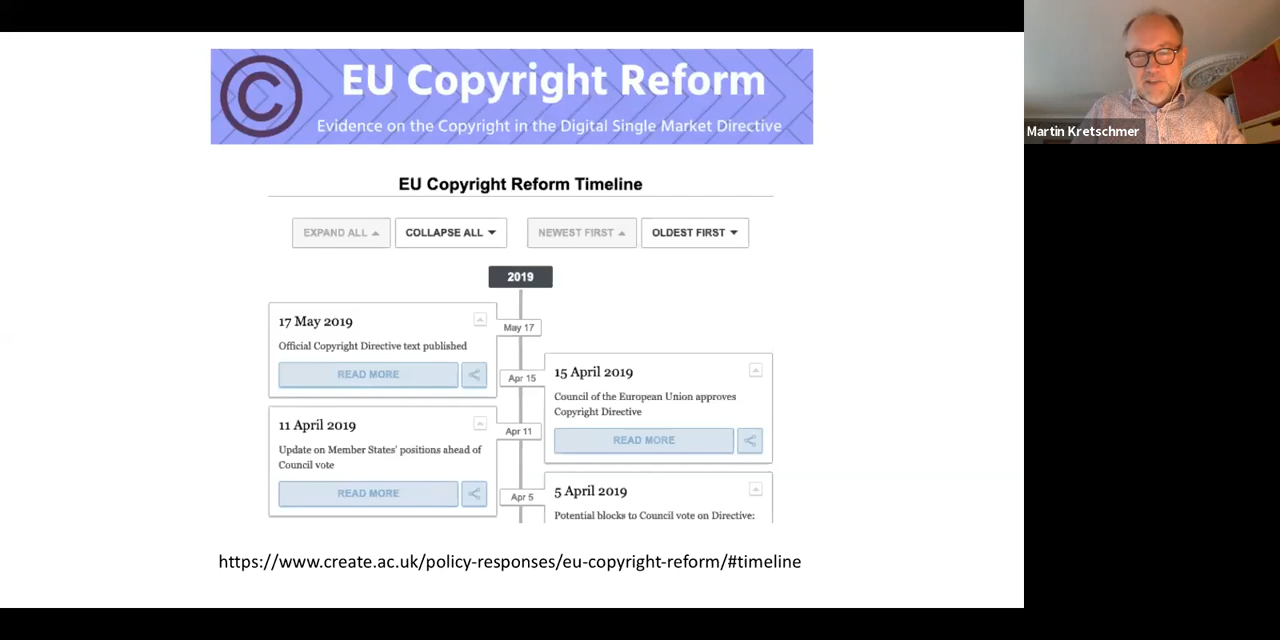 EU Copyright Reform
Evidence on the Copyright in the Digital Single Market Directive
Martin Kretschmer
EU Copyright Reform Timeline
EXPAND ALL
COLLAPSE ALL
NEWEST FIRST
OLDEST FIRST
2019
17 May 2019
Official Copyright Directive text published
READ MORE
May 17
15 April 2019
Council of the European Union approves
Copyright Directive
READ MORE
Apr 15
11 April 2019
Update on Member States' positions ahead of
Council vote
READ MORE
Apr 11
5 April 2019
Potential blocks to Council vote on Directive:
Apr 5
https://www.create.ac.uk/policy-responses/eu-copyright-reform/#timeline